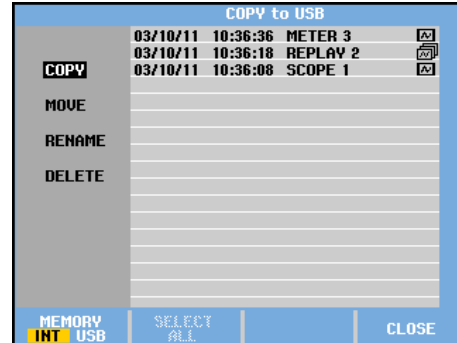 COPY to USB
03/10/11 10:36:36 METER 3
03/10/11 10:36:18 REPLAY 2
03/10/11 10:36:08 SCOPE 1
COPY
MOVE
RENAME
DELETE
MEMORY
INT USB
SELECT
ALL
CLOSE